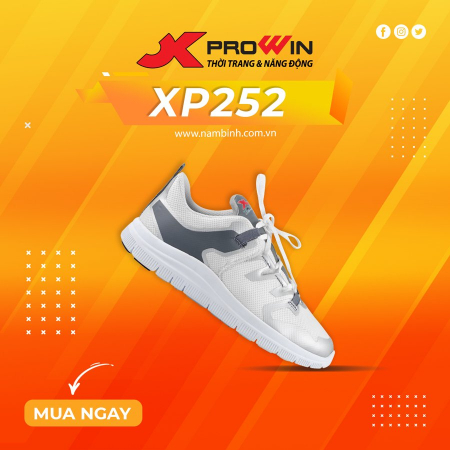 PROWIN
THỜI TRANG & NĂNG ĐỘNG
XP252
www.nambinh.com.vn
MUA NGAY